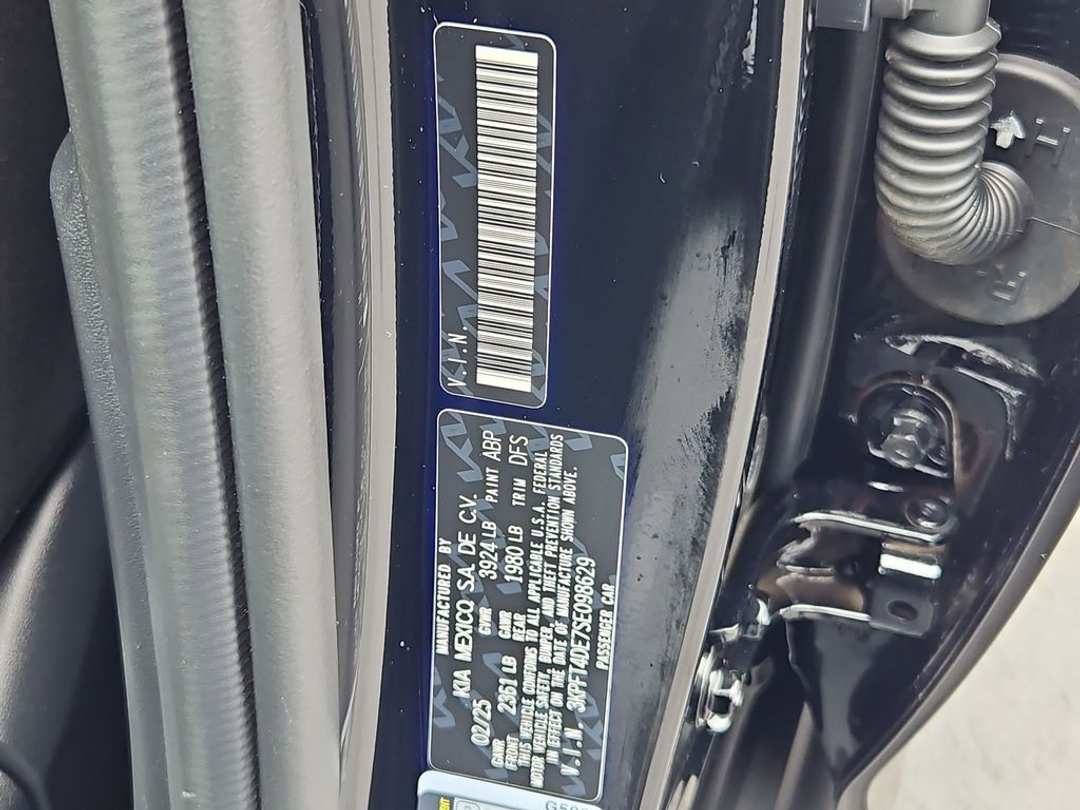 MANUFACTURED BY
KIA MEXICO S.A. DE C.V.
02/25 GVWR 3924 LB PAINT ABP
GAWR FRONT 2361 LB GAWR REAR 1980 LB TRIM DFS
THIS VEHICLE CONFORMS TO ALL APPLICABLE U.S.A. FEDERAL
MOTOR VEHICLE SAFETY, BUMPER, AND THEFT PREVENTION STANDARDS
IN EFFECT ON THE DATE OF MANUFACTURE SHOWN ABOVE.
V.I.N. 3KPFT4DE7SE098629
PASSENGER CAR
V.I.N.
H